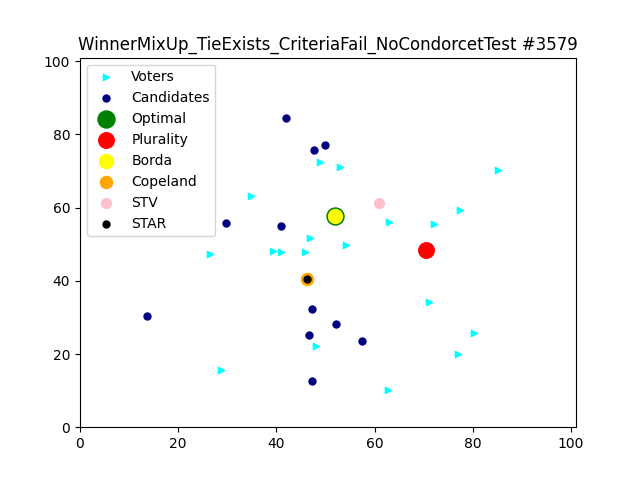 WinnerMixUp_TieExists_CriteriaFail_NoCondorcetTest #3579
100
80
60
40
20
0
0 20 40 60 80 100
Voters
Candidates
Optimal
Plurality
Borda
Copeland
STV
STAR